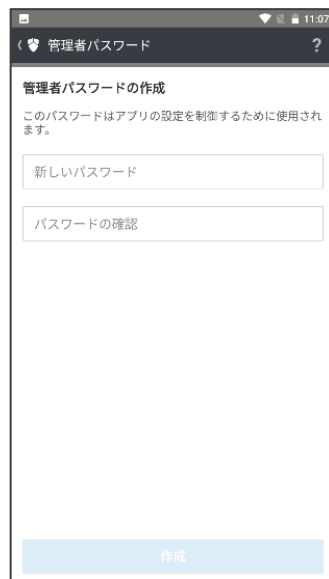 11:07
管理者パスワード
?
管理者パスワードの作成
このパスワードはアプリの設定を制御するために使用され
ます。
新しいパスワード
パスワードの確認
作成